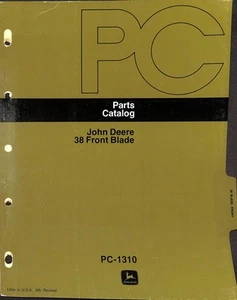 PC
Parts
Catalog
John Deere
38 Front Blade
PC-1310